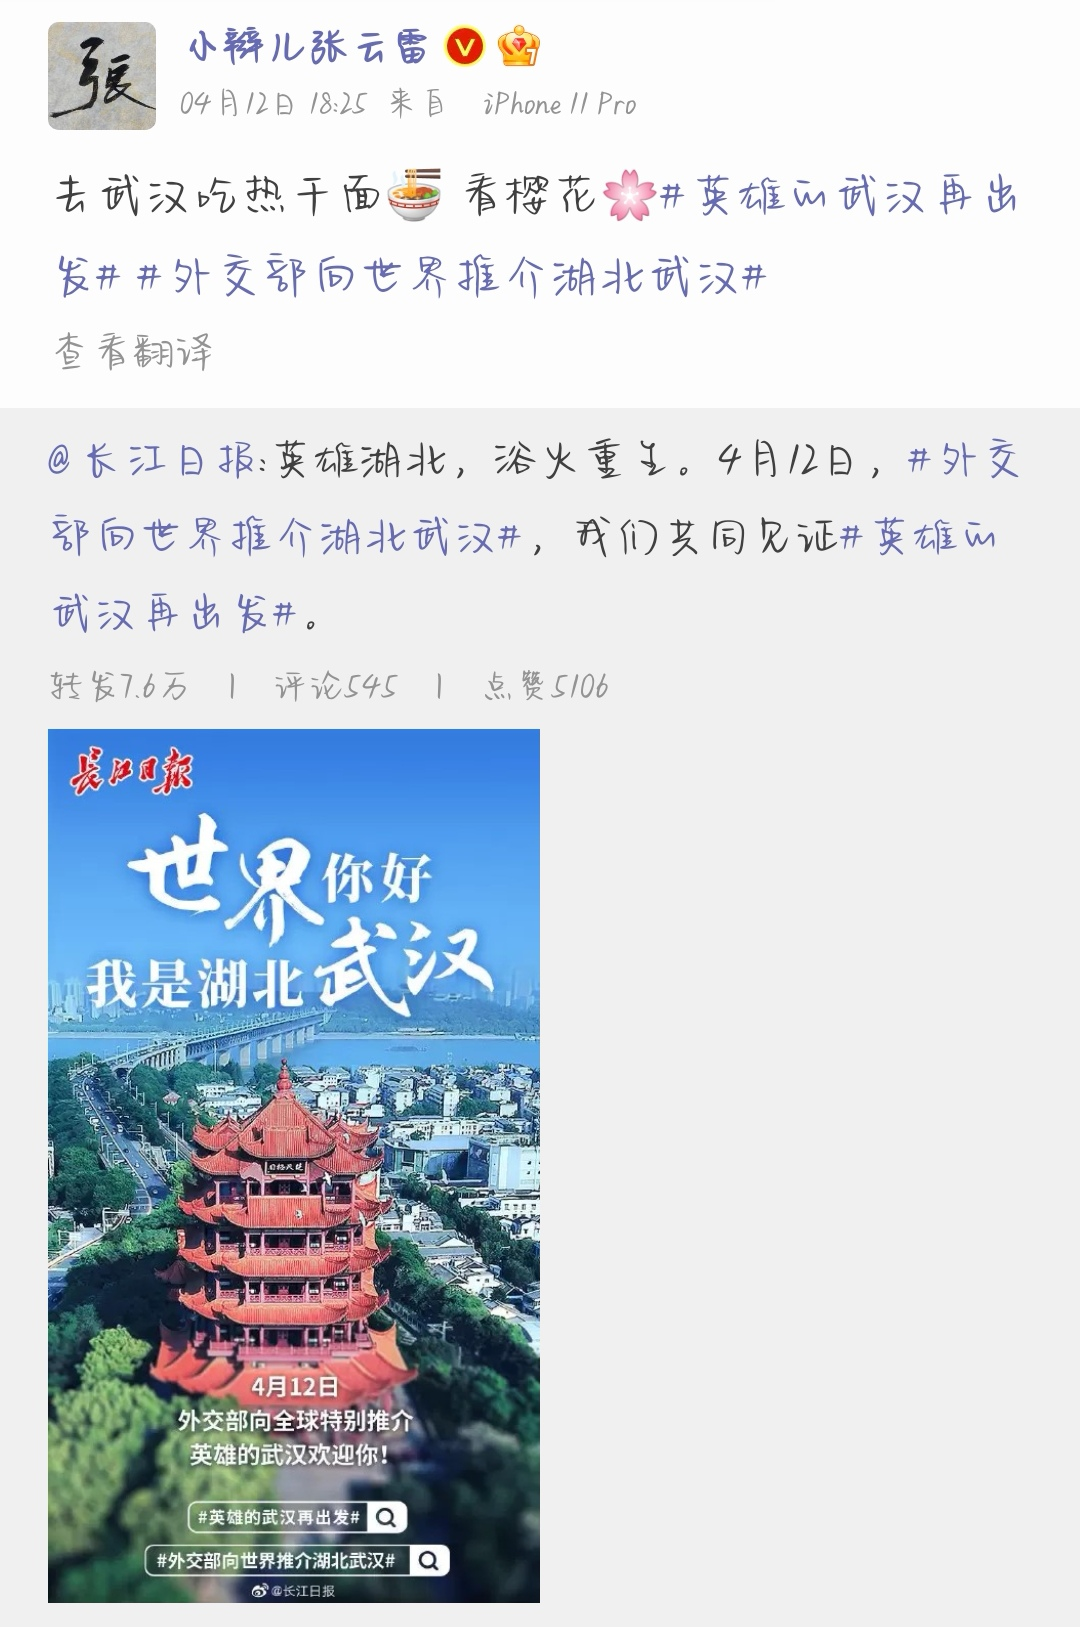 小辫儿张云雷
04月12日 18:25 来自 iPhone 11 Pro
去武汉吃热干面🍜 看樱花🌸#英雄的武汉再出
发# #外交部向世界推介湖北武汉#
查看翻译
@长江日报:英雄湖北，浴火重生。4月12日，#外交
部向世界推介湖北武汉#，我们共同见证#英雄的
武汉再出发#。
转发7.6万 | 评论545 | 点赞5106
長江日報
世界你好
我是湖北武汉
4月12日
外交部向全球特别推介
英雄的武汉欢迎你！
#英雄的武汉再出发#
#外交部向世界推介湖北武汉#
@长江日报